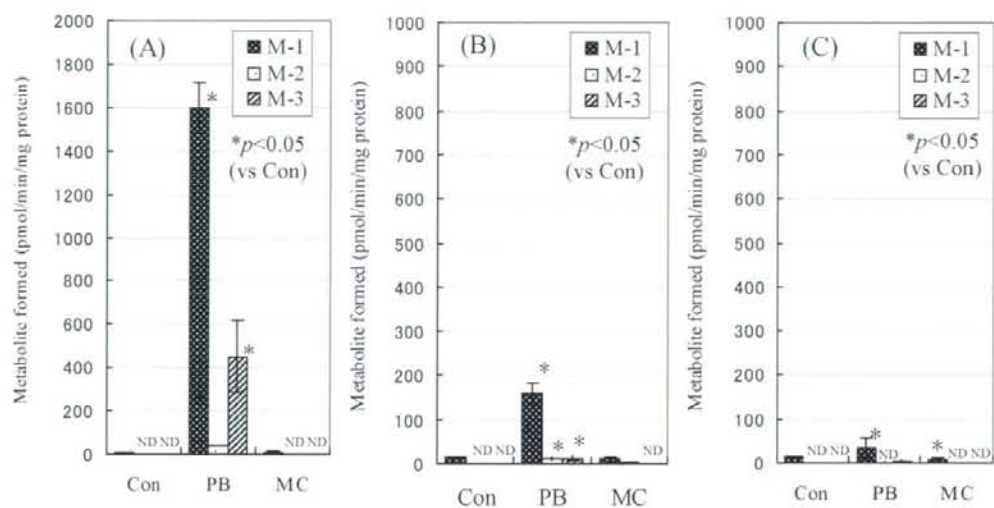 Metabolite formed (pmol/min/mg protein)
2000
1800
1600
1400
1200
1000
800
600
400
200
0
(A)
M-1
M-2
M-3
*p<0.05
(vs Con)
*
*
ND ND
ND ND
Con PB MC
Metabolite formed (pmol/min/mg protein)
1000
900
800
700
600
500
400
300
200
100
0
(B)
M-1
M-2
M-3
*p<0.05
(vs Con)
*
* *
ND ND
ND
Con PB MC
Metabolite formed (pmol/min/mg protein)
1000
900
800
700
600
500
400
300
200
100
0
(C)
M-1
M-2
M-3
*p<0.05
(vs Con)
*
*
ND ND
ND
ND ND
Con PB MC